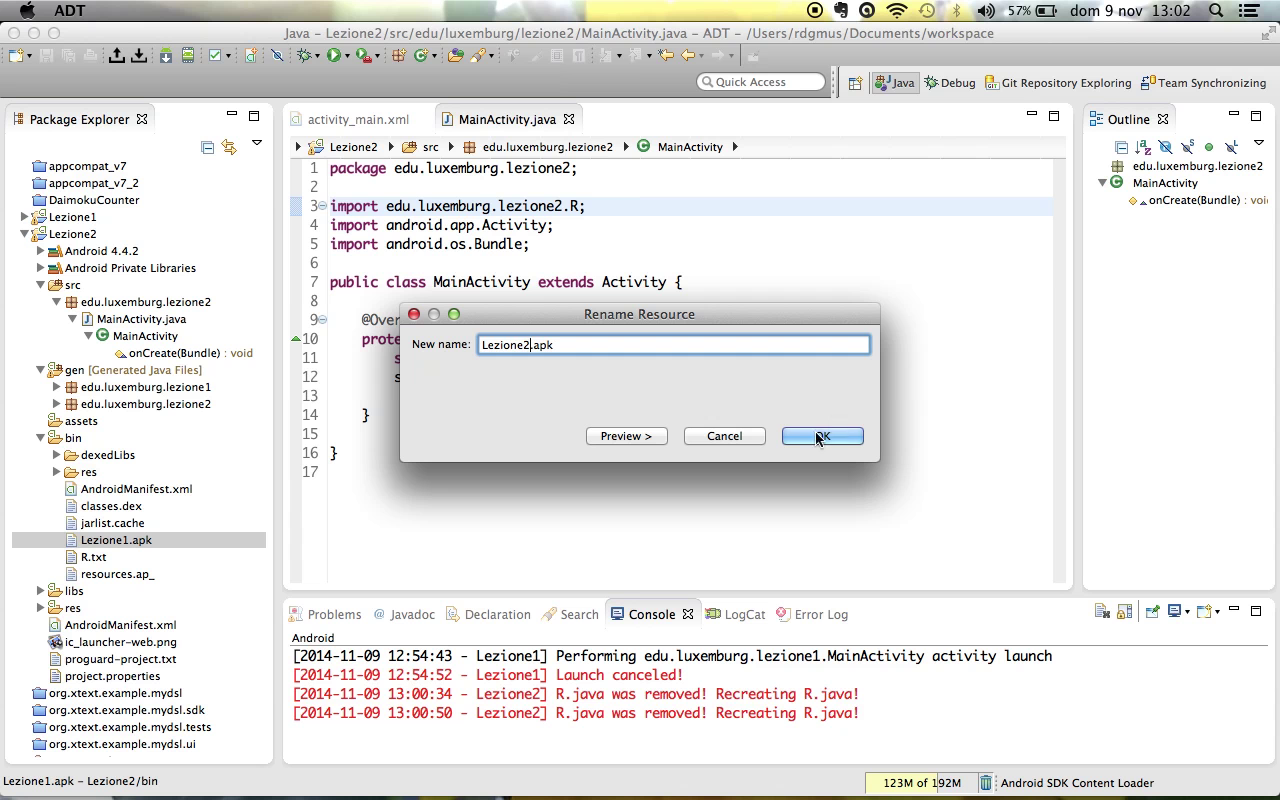 ADT
57%
dom 9 nov 13:02
Java – Lezione2/src/edu/luxemburg/lezione2/MainActivity.java – ADT – /Users/rdgmus/Documents/workspace
Quick Access
Java
Debug
Git Repository Exploring
Team Synchronizing
Package Explorer
appcompat_v7
appcompat_v7_2
DaimokuCounter
Lezione1
Lezione2
Android 4.4.2
Android Private Libraries
src
edu.luxemburg.lezione2
MainActivity.java
MainActivity
onCreate(Bundle) : void
gen [Generated Java Files]
edu.luxemburg.lezione1
edu.luxemburg.lezione2
assets
bin
dexedLibs
res
AndroidManifest.xml
classes.dex
jarlist.cache
Lezione1.apk
R.txt
resources.ap_
libs
res
AndroidManifest.xml
ic_launcher-web.png
proguard-project.txt
project.properties
org.xtext.example.mydsl
org.xtext.example.mydsl.sdk
org.xtext.example.mydsl.tests
org.xtext.example.mydsl.ui
activity_main.xml
MainActivity.java
Lezione2
src
edu.luxemburg.lezione2
MainActivity
1 package edu.luxemburg.lezione2;
2
3 import edu.luxemburg.lezione2.R;
4 import android.app.Activity;
5 import android.os.Bundle;
6
7 public class MainActivity extends Activity {
8
9 @Over
10 prote
11 s
12 s
13
14 }
15
16 }
17
Rename Resource
New name: Lezione2.apk
Preview >
Cancel
OK
Outline
edu.luxemburg.lezione2
MainActivity
onCreate(Bundle) : voi
Problems
Javadoc
Declaration
Search
Console
LogCat
Error Log
Android
[2014-11-09 12:54:43 - Lezione1] Performing edu.luxemburg.lezione1.MainActivity activity launch
[2014-11-09 12:54:52 - Lezione1] Launch canceled!
[2014-11-09 13:00:34 - Lezione2] R.java was removed! Recreating R.java!
[2014-11-09 13:00:50 - Lezione2] R.java was removed! Recreating R.java!
Lezione1.apk – Lezione2/bin
123M of 192M
Android SDK Content Loader